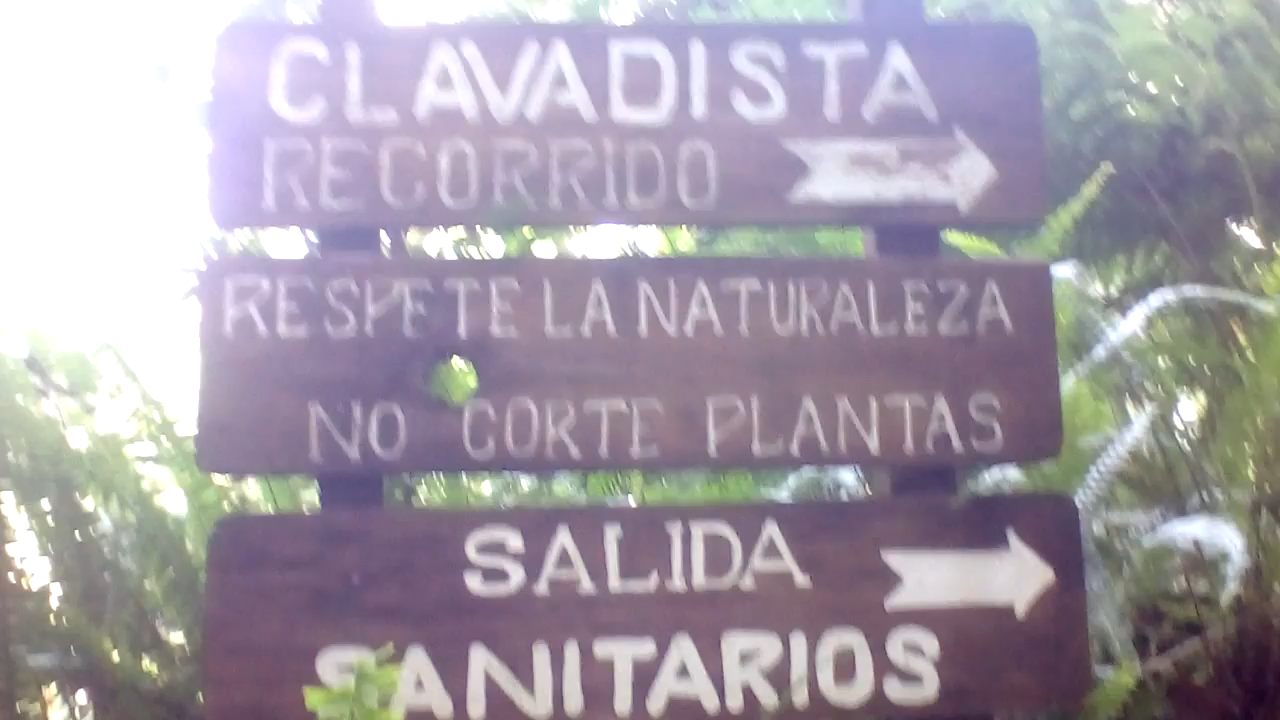 CLAVADISTA
RECORRIDO
RESPETE LA NATURALEZA
NO CORTE PLANTAS
SALIDA
SANITARIOS